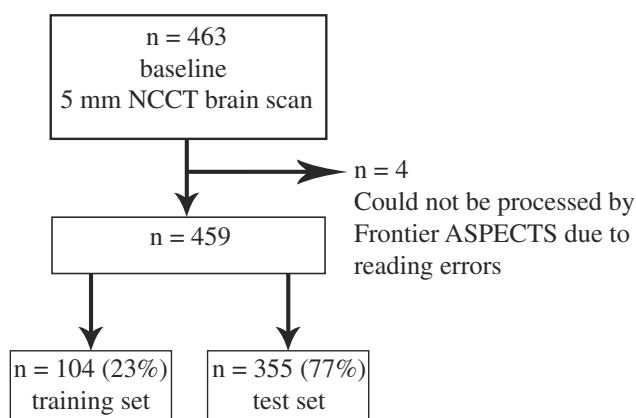 n = 463
baseline
5 mm NCCT brain scan
n = 4
Could not be processed by
Frontier ASPECTS due to
reading errors
n = 459
n = 104 (23%)
training set
n = 355 (77%)
test set